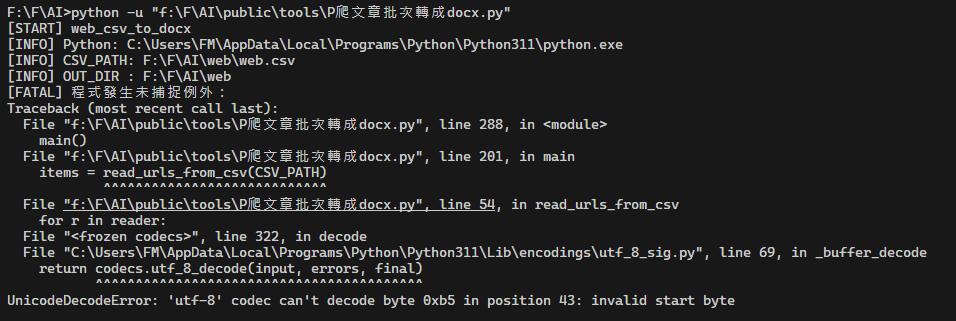 F:\F\AI>python -u "f:\F\AI\public\tools\P爬文章批次轉成docx.py"
[START] web_csv_to_docx
[INFO] Python: C:\Users\FM\AppData\Local\Programs\Python\Python311\python.exe
[INFO] CSV_PATH: F:\F\AI\web\web.csv
[INFO] OUT_DIR : F:\F\AI\web
[FATAL] 程式發生未捕捉例外：
Traceback (most recent call last):
  File "f:\F\AI\public\tools\P爬文章批次轉成docx.py", line 288, in <module>
    main()
  File "f:\F\AI\public\tools\P爬文章批次轉成docx.py", line 201, in main
    items = read_urls_from_csv(CSV_PATH)
            ^^^^^^^^^^^^^^^^^^^^^^^^^^^^
  File "f:\F\AI\public\tools\P爬文章批次轉成docx.py", line 54, in read_urls_from_csv
    for r in reader:
  File "<frozen codecs>", line 322, in decode
  File "C:\Users\FM\AppData\Local\Programs\Python\Python311\Lib\encodings\utf_8_sig.py", line 69, in _buffer_decode
    return codecs.utf_8_decode(input, errors, final)
           ^^^^^^^^^^^^^^^^^^^^^^^^^^^^^^^^^^^^^^^^^
UnicodeDecodeError: 'utf-8' codec can't decode byte 0xb5 in position 43: invalid start byte